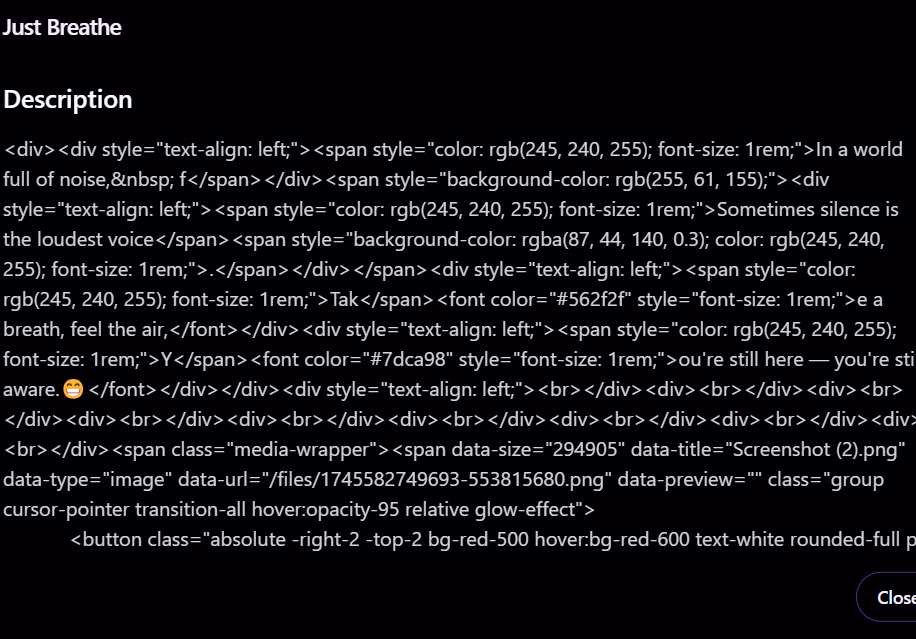 Just Breathe
Description
<div><div style="text-align: left;"><span style="color: rgb(245, 240, 255); font-size: 1rem;">In a world
full of noise,&nbsp; f</span></div><span style="background-color: rgb(255, 61, 155);"><div
style="text-align: left;"><span style="color: rgb(245, 240, 255); font-size: 1rem;">Sometimes silence is
the loudest voice</span><span style="background-color: rgba(87, 44, 140, 0.3); color: rgb(245, 240,
255); font-size: 1rem;">.</span></div></span><div style="text-align: left;"><span style="color:
rgb(245, 240, 255); font-size: 1rem;">Tak</span><font color="#562f2f" style="font-size: 1rem;">e a
breath, feel the air,</font></div><div style="text-align: left;"><span style="color: rgb(245, 240, 255);
font-size: 1rem;">Y</span><font color="#7dca98" style="font-size: 1rem;">ou're still here — you're sti
aware.😁</font></div></div><div style="text-align: left;"><br></div><div><br></div><div><br>
</div><div><br></div><div><br></div><div><br></div><div><br></div><div><br></div><div>
<br></div><span class="media-wrapper"><span data-size="294905" data-title="Screenshot (2).png"
data-type="image" data-url="/files/1745582749693-553815680.png" data-preview="" class="group
cursor-pointer transition-all hover:opacity-95 relative glow-effect">
<button class="absolute -right-2 -top-2 bg-red-500 hover:bg-red-600 text-white rounded-full p
Close